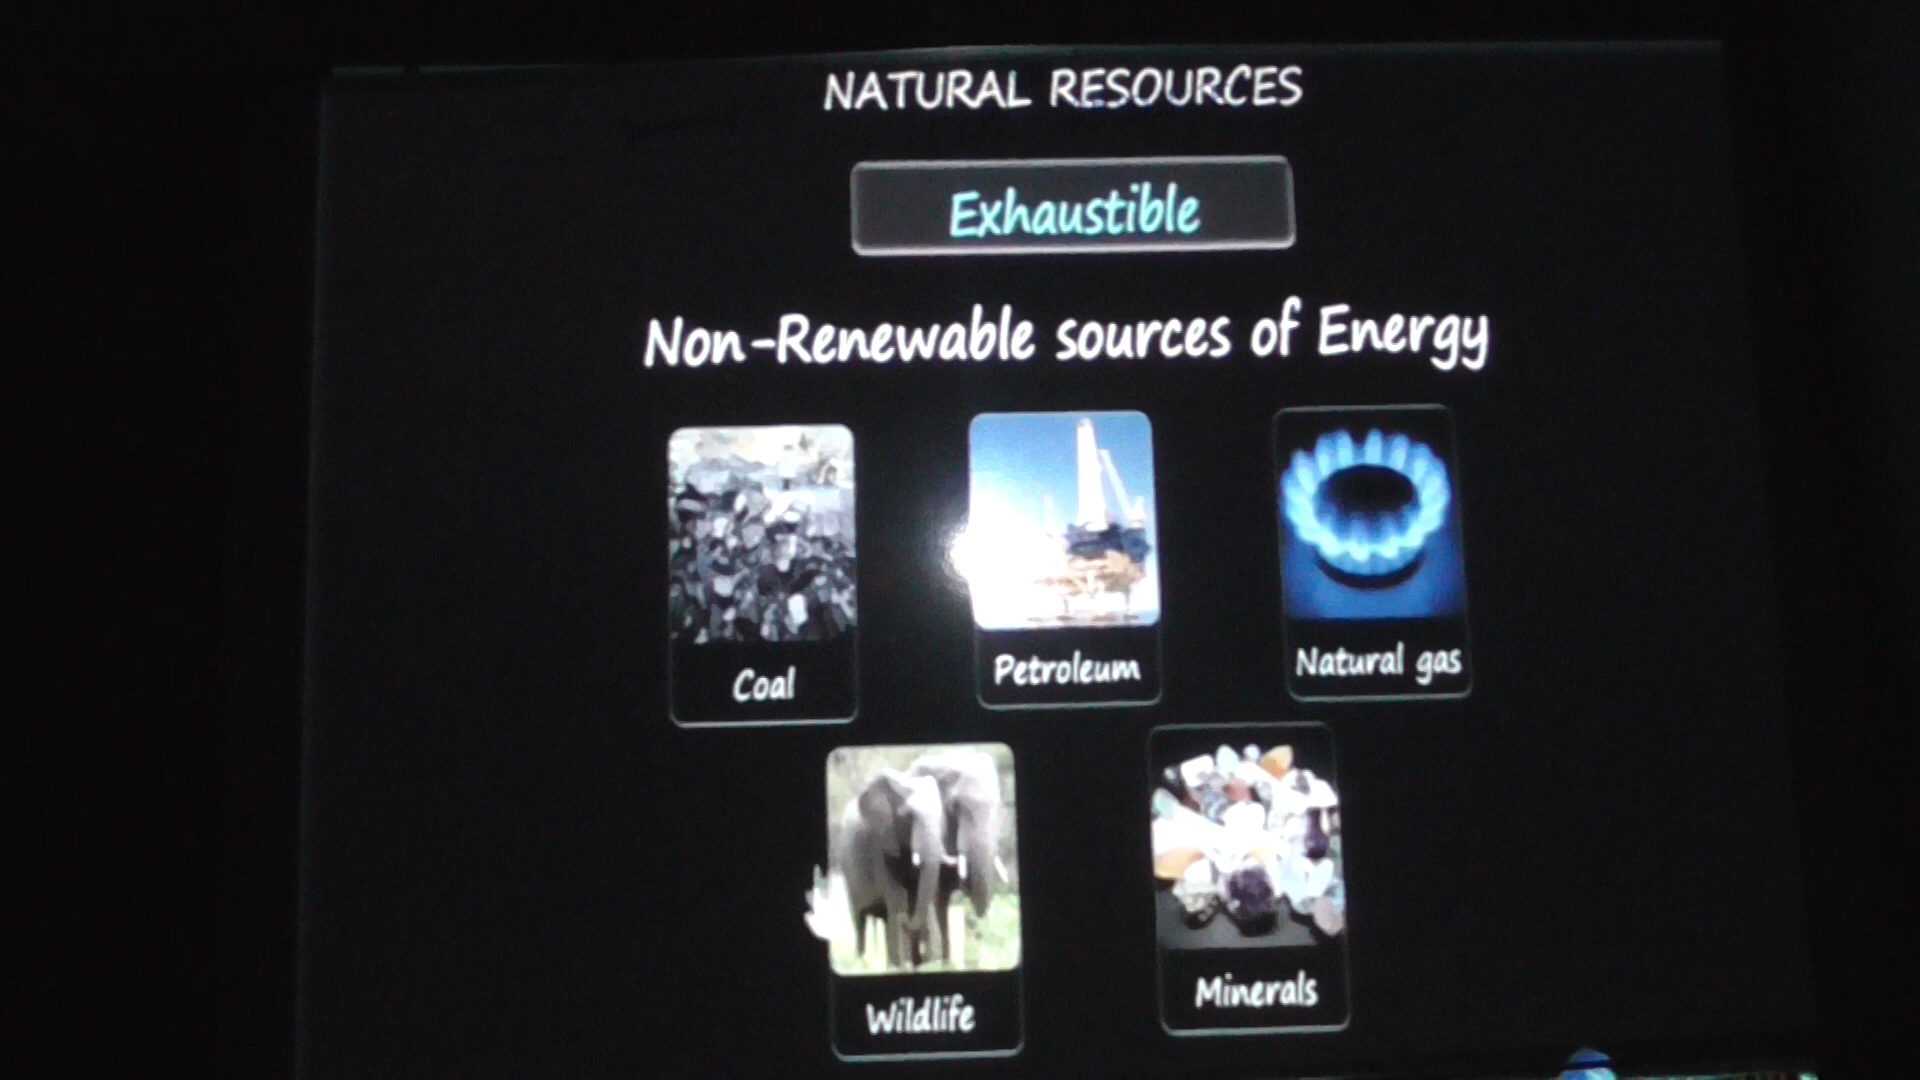 NATURAL RESOURCES
Exhaustible
Non-Renewable sources of Energy
Coal
Petroleum
Natural gas
Wildlife
Minerals